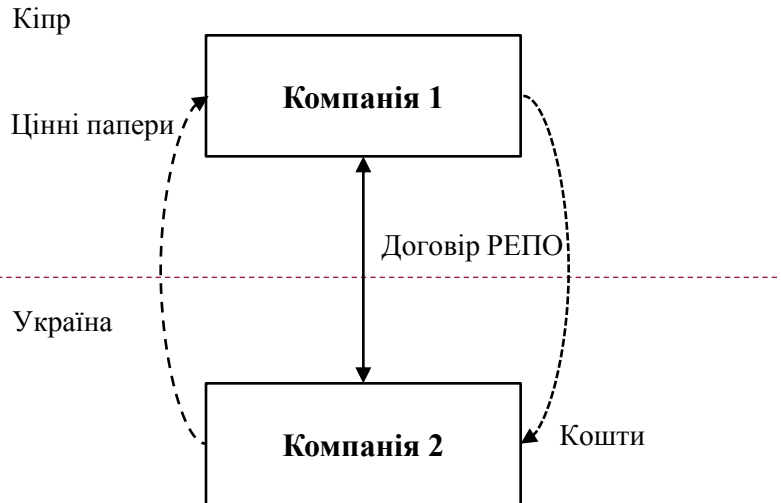 Кіпр
Компанія 1
Цінні папери
Договір РЕПО
Україна
Кошти
Компанія 2